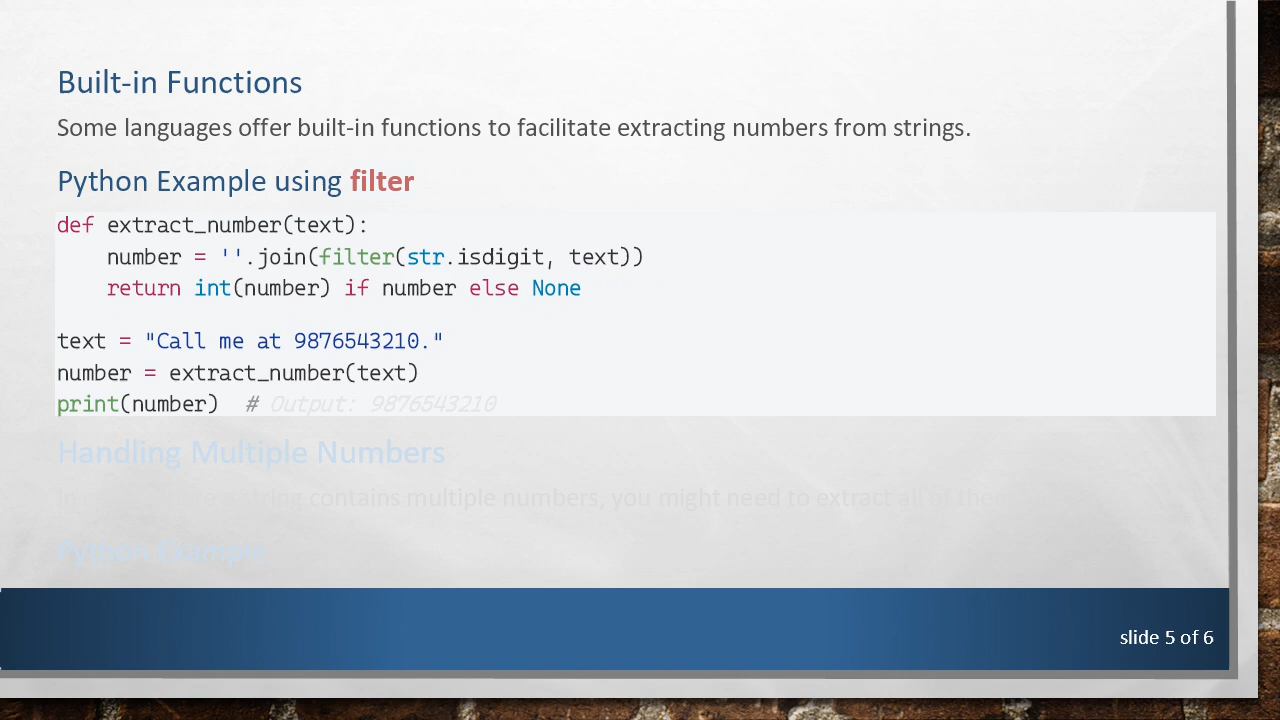 Built-in Functions
Some languages offer built-in functions to facilitate extracting numbers from strings.
Python Example using filter
def extract_number(text):
    number = ''.join(filter(str.isdigit, text))
    return int(number) if number else None
text = "Call me at 9876543210."
number = extract_number(text)
print(number)  # Output: 9876543210
Handling Multiple Numbers
string contains multiple numbers, you might need to extract all of them
Python Example
slide 5 of 6